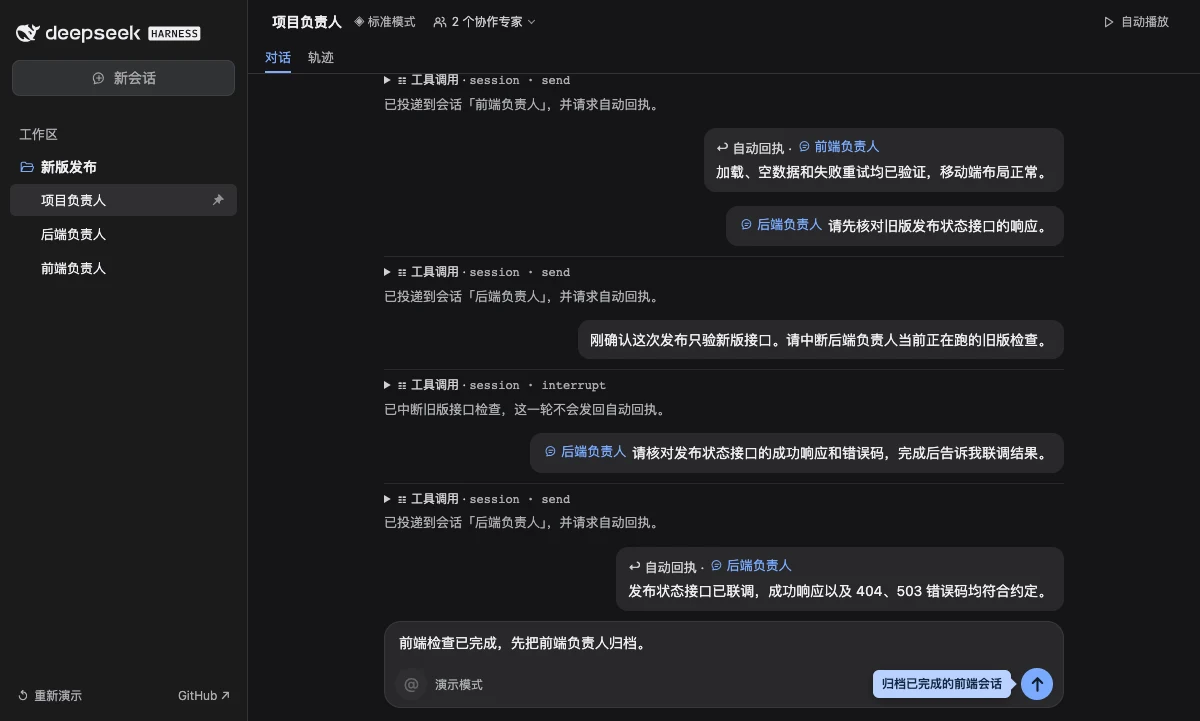 deepseek HARNESS
新会话
工作区
新版发布
项目负责人
后端负责人
前端负责人
重新演示
GitHub ↗
项目负责人 标准模式 2 个协作专家
自动播放
对话 轨迹
工具调用 · session · send
已投递到会话「前端负责人」，并请求自动回执。
↩ 自动回执 · 前端负责人
加载、空数据和失败重试均已验证，移动端布局正常。
后端负责人 请先核对旧版发布状态接口的响应。
工具调用 · session · send
已投递到会话「后端负责人」，并请求自动回执。
刚确认这次发布只验新版接口。请中断后端负责人当前正在跑的旧版检查。
工具调用 · session · interrupt
已中断旧版接口检查，这一轮不会发回自动回执。
后端负责人 请核对发布状态接口的成功响应和错误码，完成后告诉我联调结果。
工具调用 · session · send
已投递到会话「后端负责人」，并请求自动回执。
↩ 自动回执 · 后端负责人
发布状态接口已联调，成功响应以及 404、503 错误码均符合约定。
前端检查已完成，先把前端负责人归档。
@ 演示模式
归档已完成的前端会话